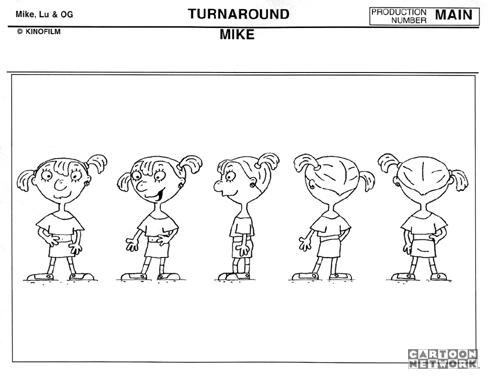 Mike, Lu & OG
TURNAROUND
PRODUCTION NUMBER MAIN
© KINOFILM
MIKE
CARTOON NETWORK